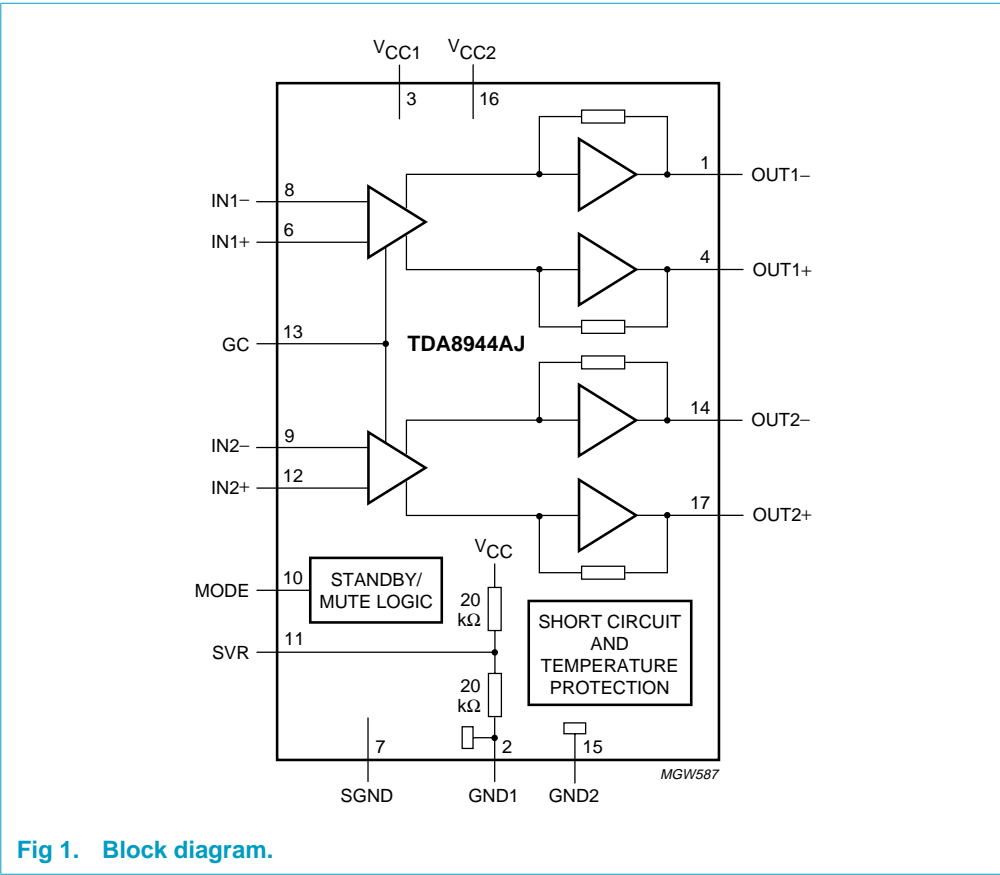 VCC1
VCC2
3
16
1
OUT1−
8
IN1−
6
IN1+
4
OUT1+
13
GC
TDA8944AJ
14
OUT2−
9
IN2−
12
IN2+
17
OUT2+
VCC
10
MODE
STANDBY/
MUTE LOGIC
20
kΩ
SHORT CIRCUIT
AND
TEMPERATURE
PROTECTION
11
SVR
20
kΩ
7
2
15
MGW587
SGND
GND1
GND2
Fig 1. Block diagram.